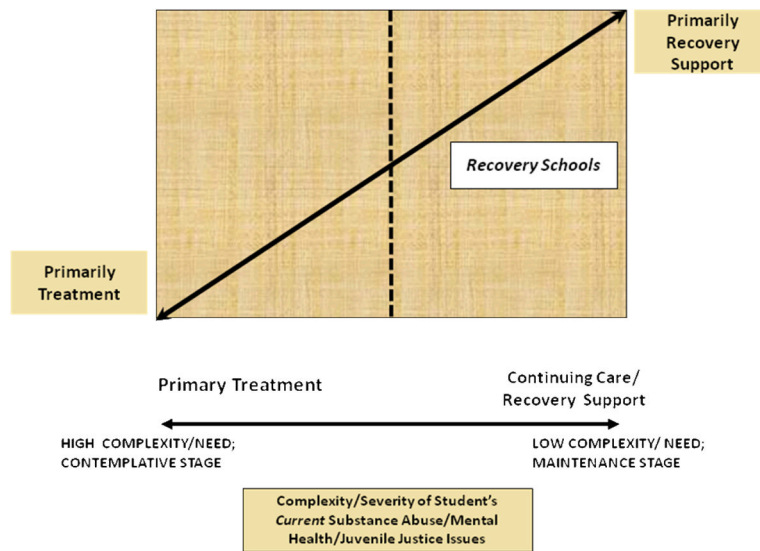 Primarily
Recovery
Support
Recovery Schools
Primarily
Treatment
Primary Treatment
Continuing Care/
Recovery Support
HIGH COMPLEXITY/NEED;
CONTEMPLATIVE STAGE
LOW COMPLEXITY/ NEED;
MAINTENANCE STAGE
Complexity/Severity of Student's
Current Substance Abuse/Mental
Health/Juvenile Justice Issues